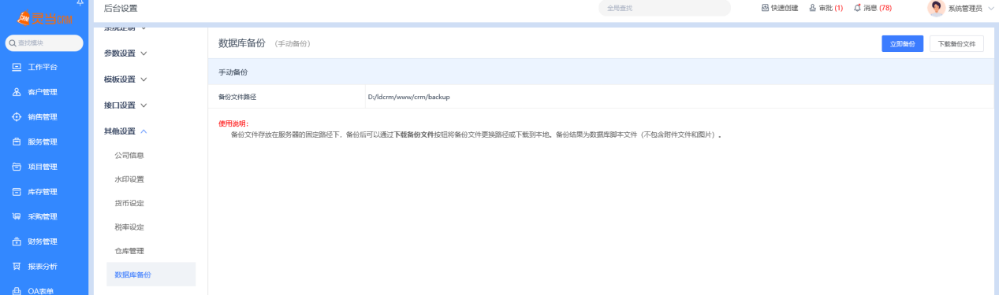 灵当CRM
查找模块
工作平台
客户管理
销售管理
服务管理
项目管理
库存管理
采购管理
财务管理
报表分析
OA表单
后台设置
全局查找
快速创建
审批 (1)
消息 (78)
系统管理员
系统定制
参数设置
模板设置
接口设置
其他设置
公司信息
水印设置
货币设定
税率设定
仓库管理
数据库备份
数据库备份 (手动备份)
立即备份
下载备份文件
手动备份
备份文件路径 D:/ldcrm/www/crm/backup
使用说明:
备份文件存放在服务器的固定路径下，备份后可以通过下载备份文件按钮将备份文件更换路径或下载到本地。备份结果为数据库脚本文件（不包含附件文件和图片）。